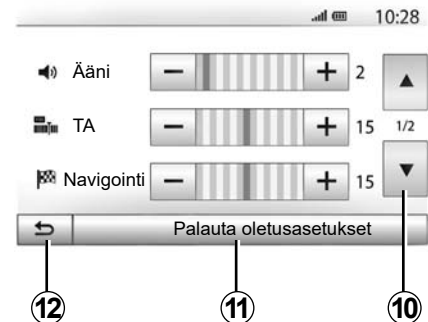 10:28
Ääni 2
TA 15 1/2
Navigointi 15
Palauta oletusasetukset
12 11 10